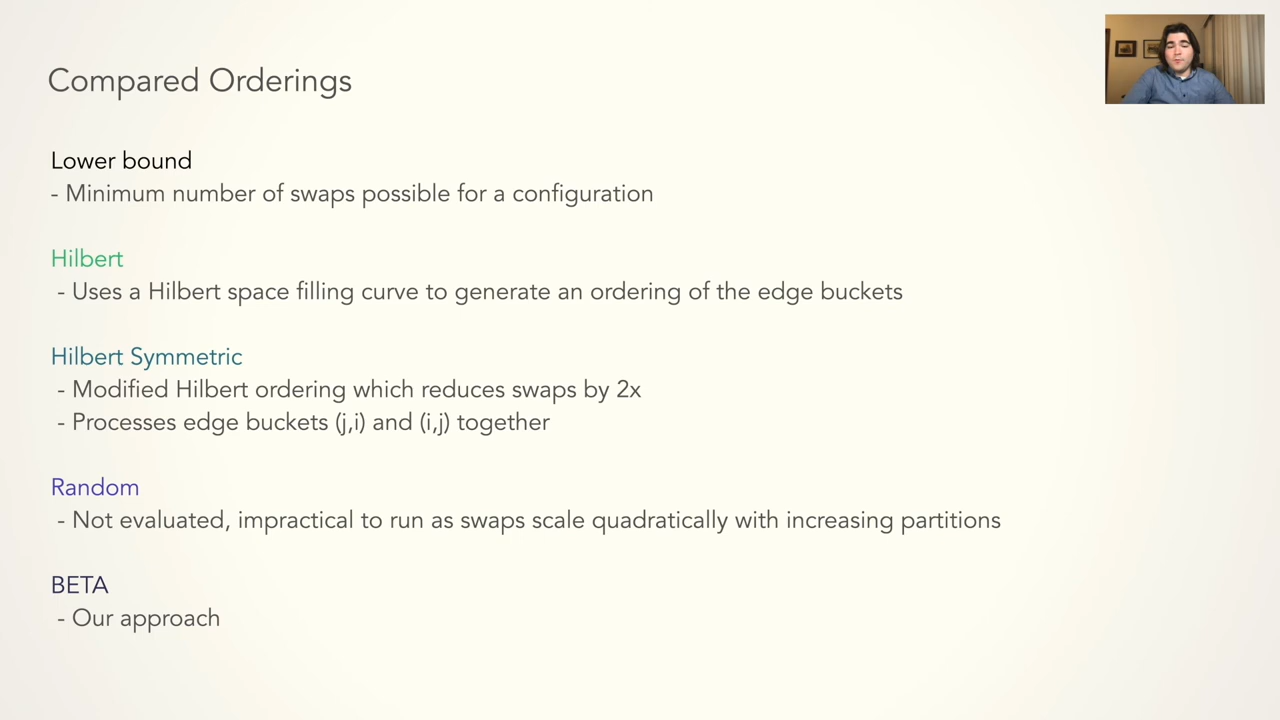 Compared Orderings
Lower bound
- Minimum number of swaps possible for a configuration
Hilbert
- Uses a Hilbert space filling curve to generate an ordering of the edge buckets
Hilbert Symmetric
- Modified Hilbert ordering which reduces swaps by 2x
- Processes edge buckets (j,i) and (i,j) together
Random
- Not evaluated, impractical to run as swaps scale quadratically with increasing partitions
BETA
- Our approach